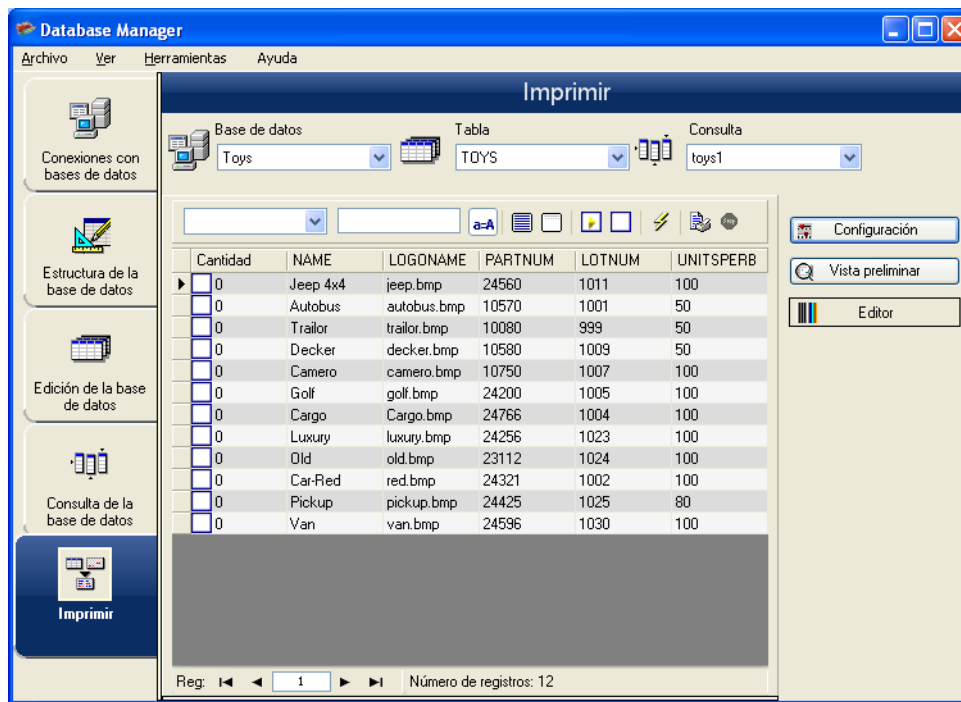 Database Manager
Archivo Ver Herramientas Ayuda
Imprimir
Conexiones con
bases de datos
Estructura de la
base de datos
Edición de la base
de datos
Consulta de la
base de datos
Imprimir
Base de datos Tabla Consulta
Toys TOYS toys1
a=A Stop
Configuración
Vista preliminar
Editor
Cantidad NAME LOGONAME PARTNUM LOTNUM UNITSPERB
0 Jeep 4x4 jeep.bmp 24560 1011 100
0 Autobus autobus.bmp 10570 1001 50
0 Trailor trailor.bmp 10080 999 50
0 Decker decker.bmp 10580 1009 50
0 Camero camero.bmp 10750 1007 100
0 Golf golf.bmp 24200 1005 100
0 Cargo Cargo.bmp 24766 1004 100
0 Luxury luxury.bmp 24256 1023 100
0 Old old.bmp 23112 1024 100
0 Car-Red red.bmp 24321 1002 100
0 Pickup pickup.bmp 24425 1025 80
0 Van van.bmp 24596 1030 100
Reg: 1 Número de registros: 12